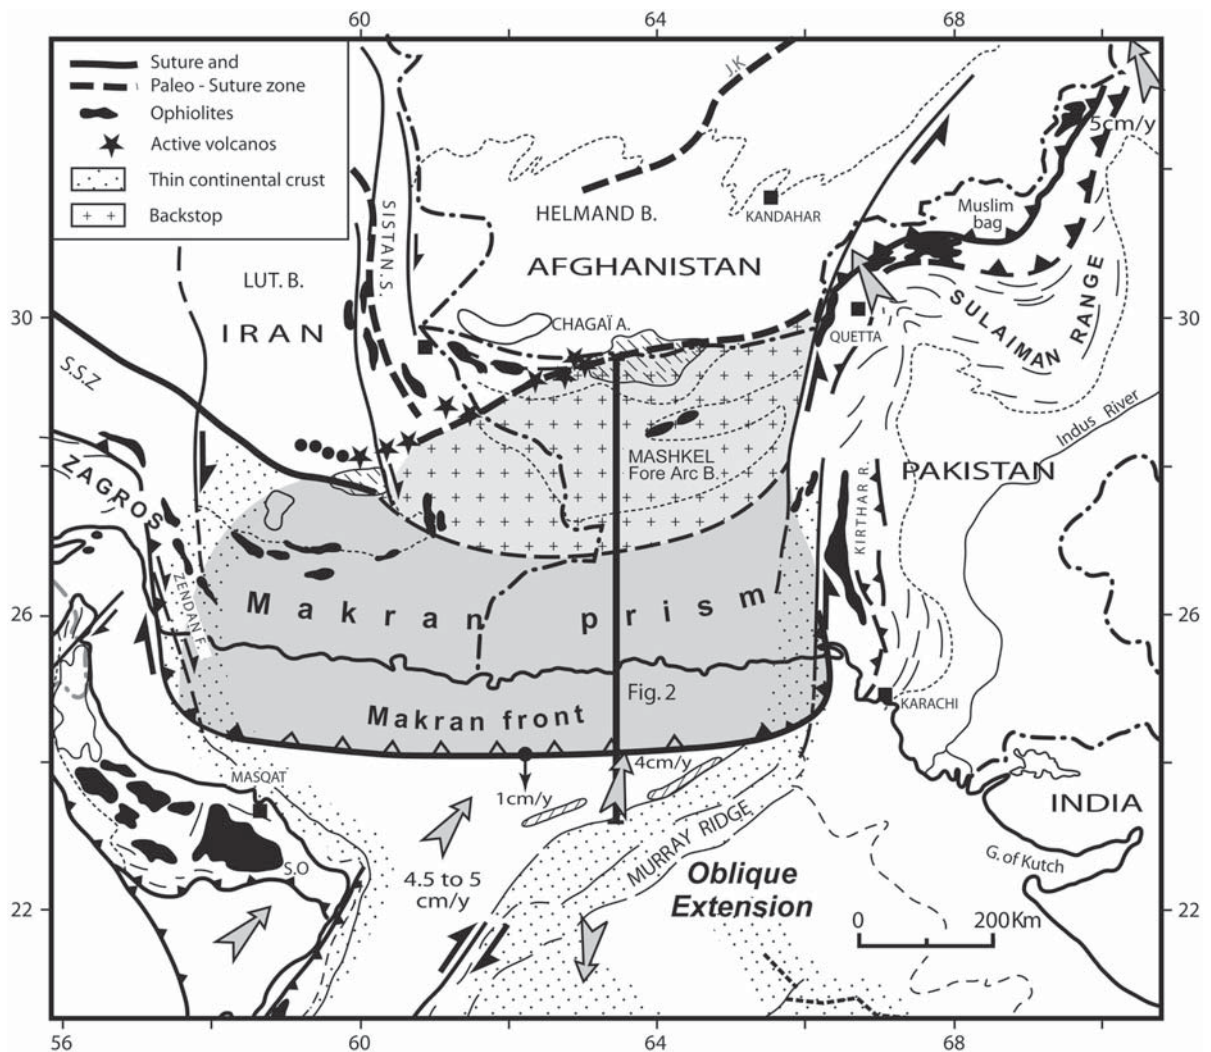 60
64
68
Suture and
Paleo - Suture zone
Ophiolites
Active volcanos
Thin continental crust
Backstop
J.K
5cm/y
SISTAN S.
HELMAND B.
KANDAHAR
Muslim
bag
AFGHANISTAN
LUT. B.
IRAN
SULAIMAN RANGE
30
30
CHAGAÏ A.
QUETTA
S.S.Z
Indus River
MASHKEL
Fore Arc B.
PAKISTAN
ZAGROS
KIRTHAR R.
ZENDAN F.
Makran prism
26
26
Fig. 2
Makran front
KARACHI
4cm/y
MASQAT
1cm/y
INDIA
MURRAY RIDGE
G. of Kutch
S.O
4.5 to 5
cm/y
Oblique
Extension
22
0
200Km
22
56
60
64
68